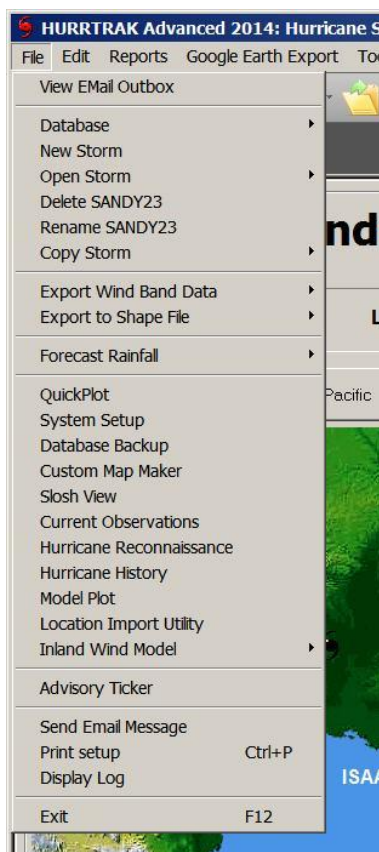 HURRTRAK Advanced 2014: Hurricane S
File Edit Reports Google Earth Export To
View EMail Outbox
Database
New Storm
Open Storm
Delete SANDY23
Rename SANDY23
nd
Copy Storm
Export Wind Band Data
Export to Shape File
L
Forecast Rainfall
QuickPlot
Pacific
System Setup
Database Backup
Custom Map Maker
Slosh View
Current Observations
Hurricane Reconnaissance
Hurricane History
Model Plot
Location Import Utility
Inland Wind Model
Advisory Ticker
Send Email Message
Print setup Ctrl+P
Display Log
ISAA
Exit F12